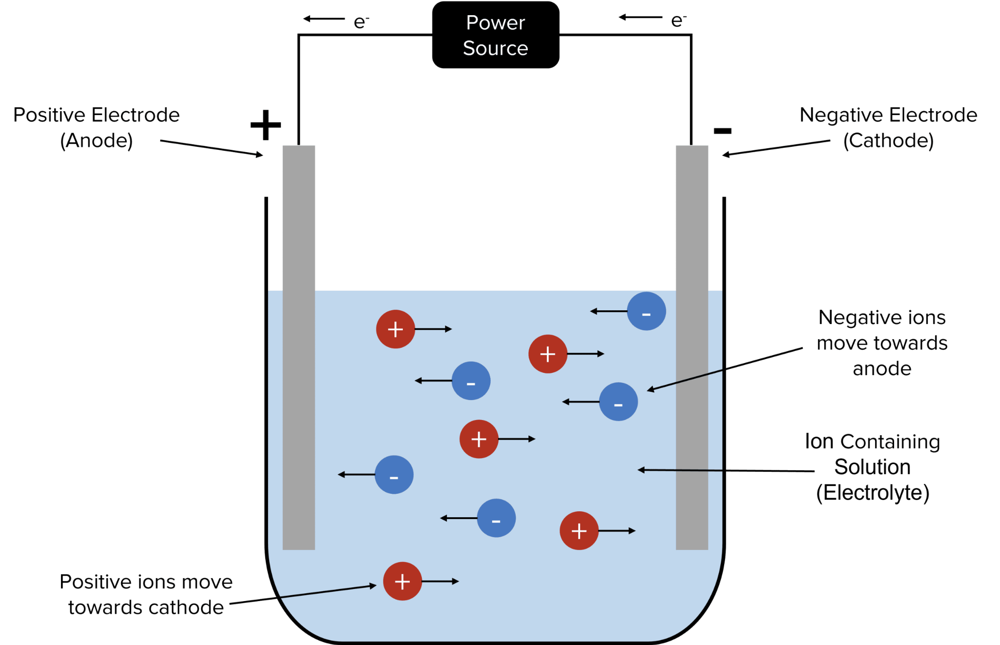 e-
Power
Source
e-
Positive Electrode
(Anode)
+
-
Negative Electrode
(Cathode)
-
+
+
-
-
+
-
-
+
+
Negative ions
move towards
anode
Ion Containing
Solution
(Electrolyte)
Positive ions move
towards cathode